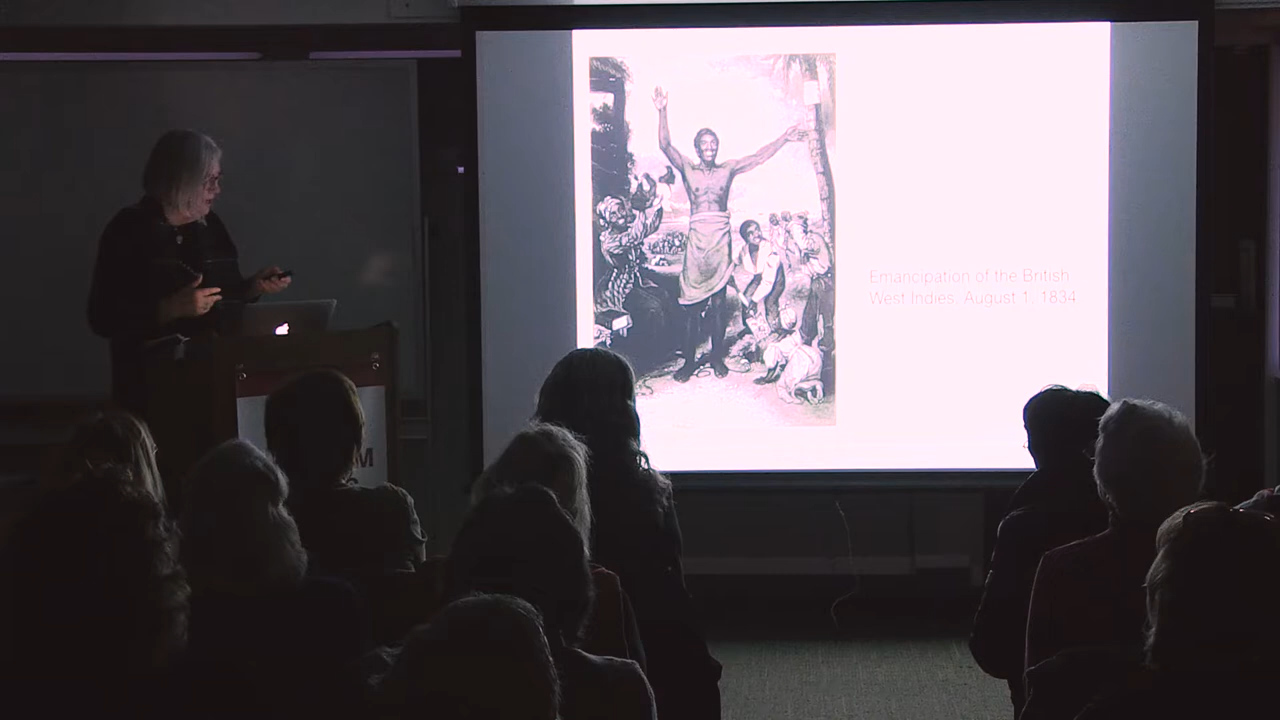 Emancipation of the British
West Indies, August 1, 1834
M